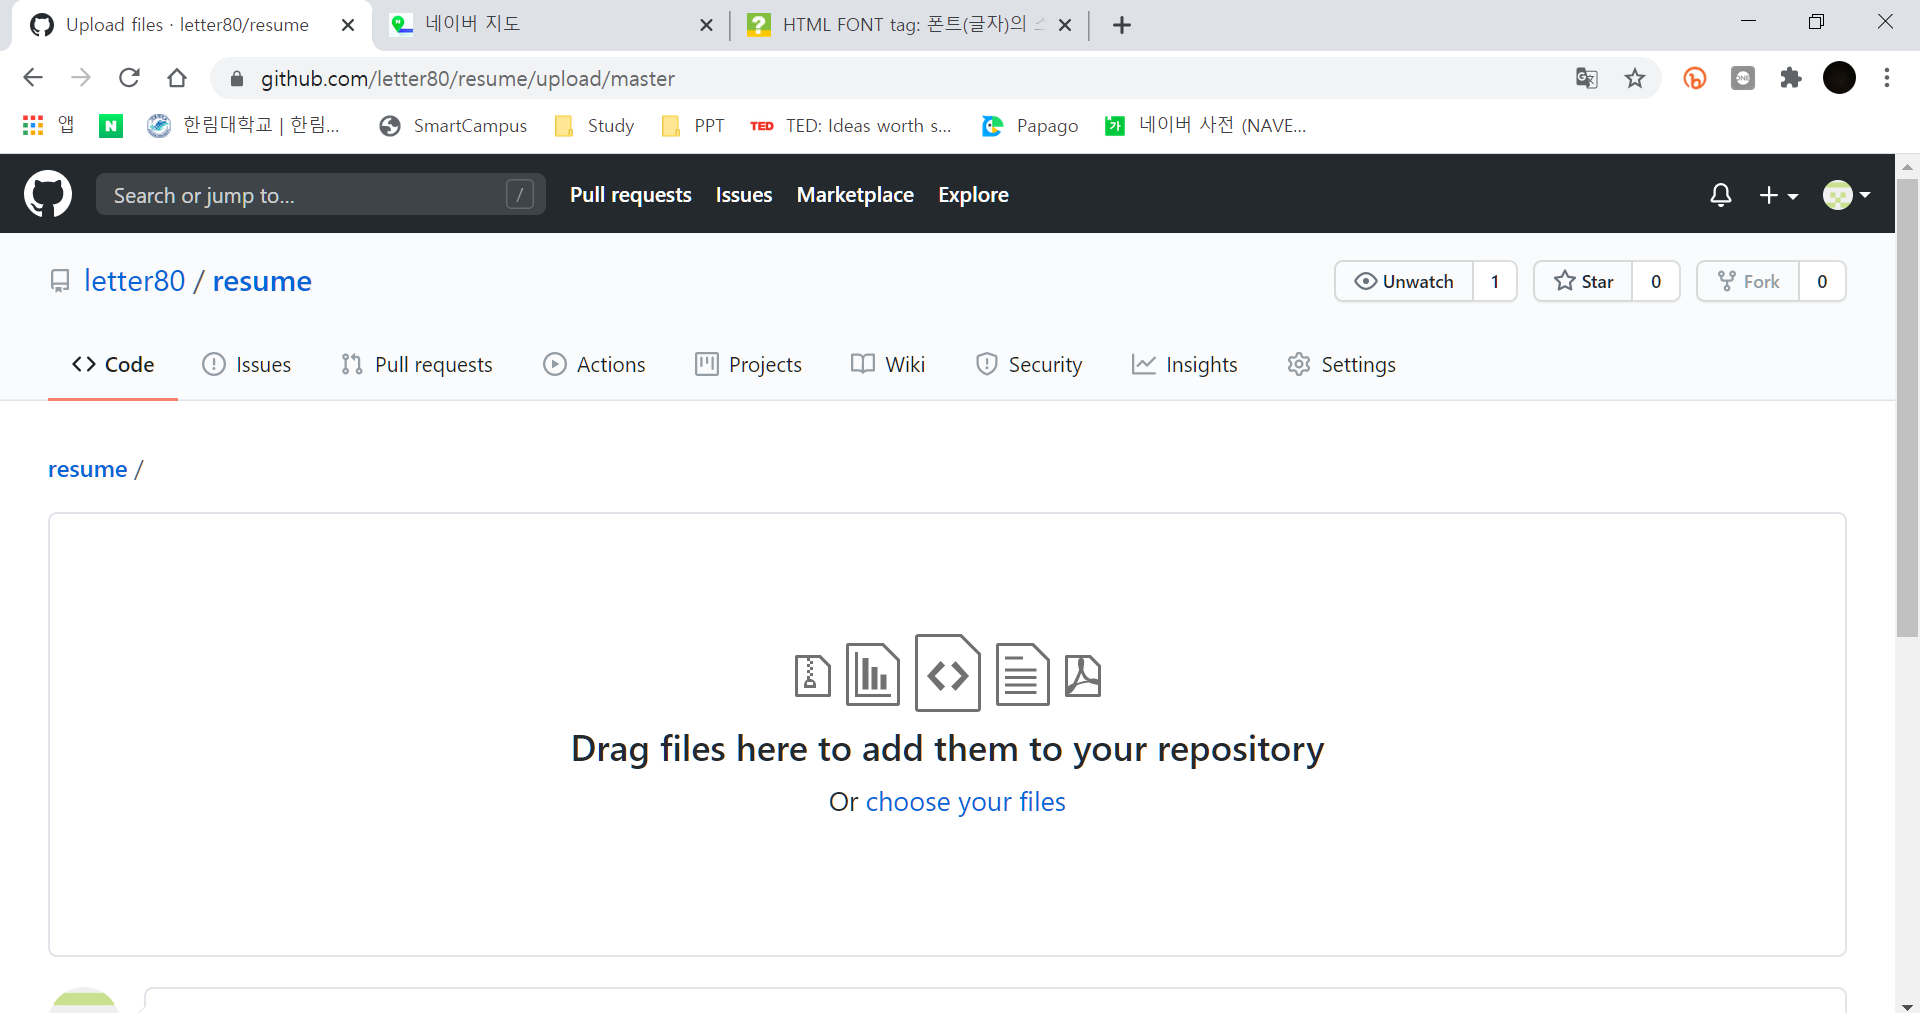 Upload files · letter80/resume
네이버 지도
HTML FONT tag: 폰트(글자)의
github.com/letter80/resume/upload/master
앱
N
한림대학교 | 한림...
SmartCampus
Study
PPT
TED
TED: Ideas worth s...
Papago
가
네이버 사전 (NAVE...
Search or jump to...
/
Pull requests
Issues
Marketplace
Explore
letter80 / resume
Unwatch 1
Star 0
Fork 0
Code
Issues
Pull requests
Actions
Projects
Wiki
Security
Insights
Settings
resume /
Drag files here to add them to your repository
Or choose your files